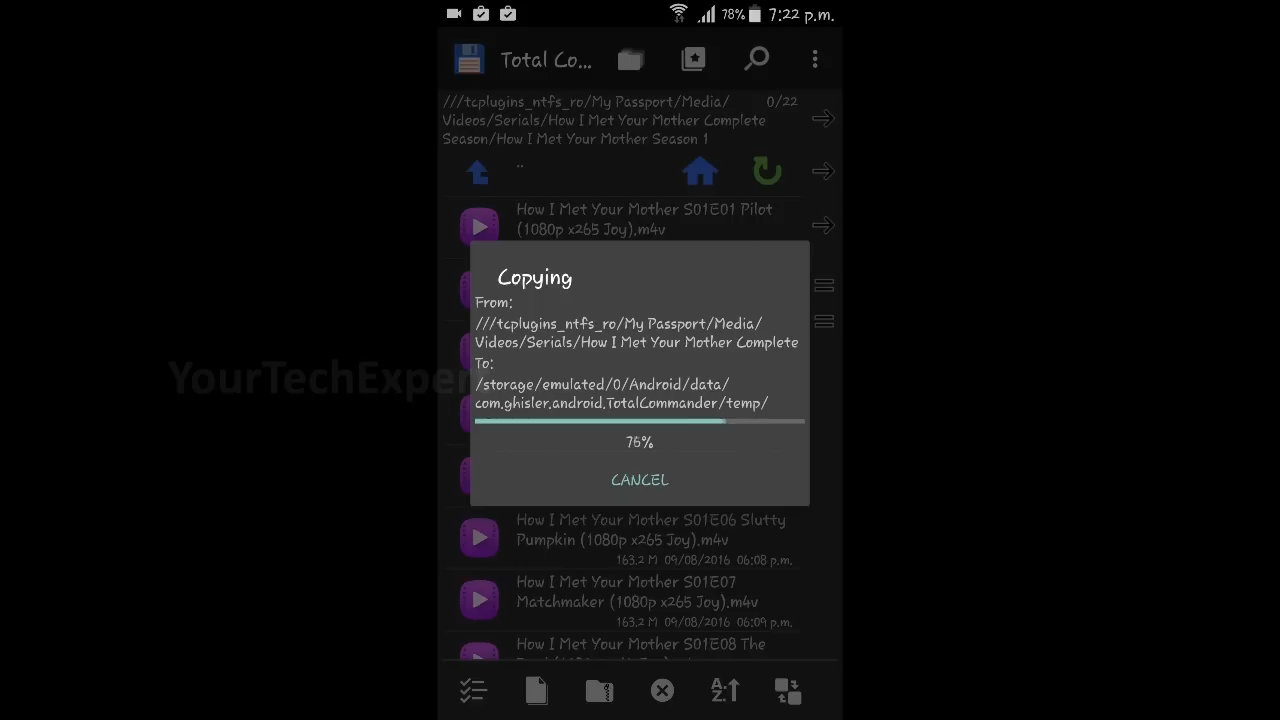 78% 7:22 p.m.
Total Co...
///tcplugins_ntfs_ro/My Passport/Media/ 0/22
Videos/Serials/How I Met Your Mother Complete
Season/How I Met Your Mother Season 1
..
How I Met Your Mother S01E01 Pilot
(1080p x265 Joy).m4v
Copying
From:
///tcplugins_ntfs_ro/My Passport/Media/
Videos/Serials/How I Met Your Mother Complete
To:
/storage/emulated/0/Android/data/
com.ghisler.android.TotalCommander/temp/
76%
CANCEL
YourTechExper
How I Met Your Mother S01E06 Slutty
Pumpkin (1080p x265 Joy).m4v
163.2 M 09/08/2016 06:08 p.m.
How I Met Your Mother S01E07
Matchmaker (1080p x265 Joy).m4v
163.2 M 09/08/2016 06:09 p.m.
How I Met Your Mother S01E08 The
A:
Z: